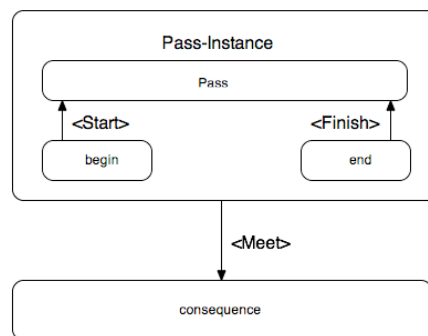 Pass-Instance
Pass
<Start>
<Finish>
begin
end
<Meet>
consequence